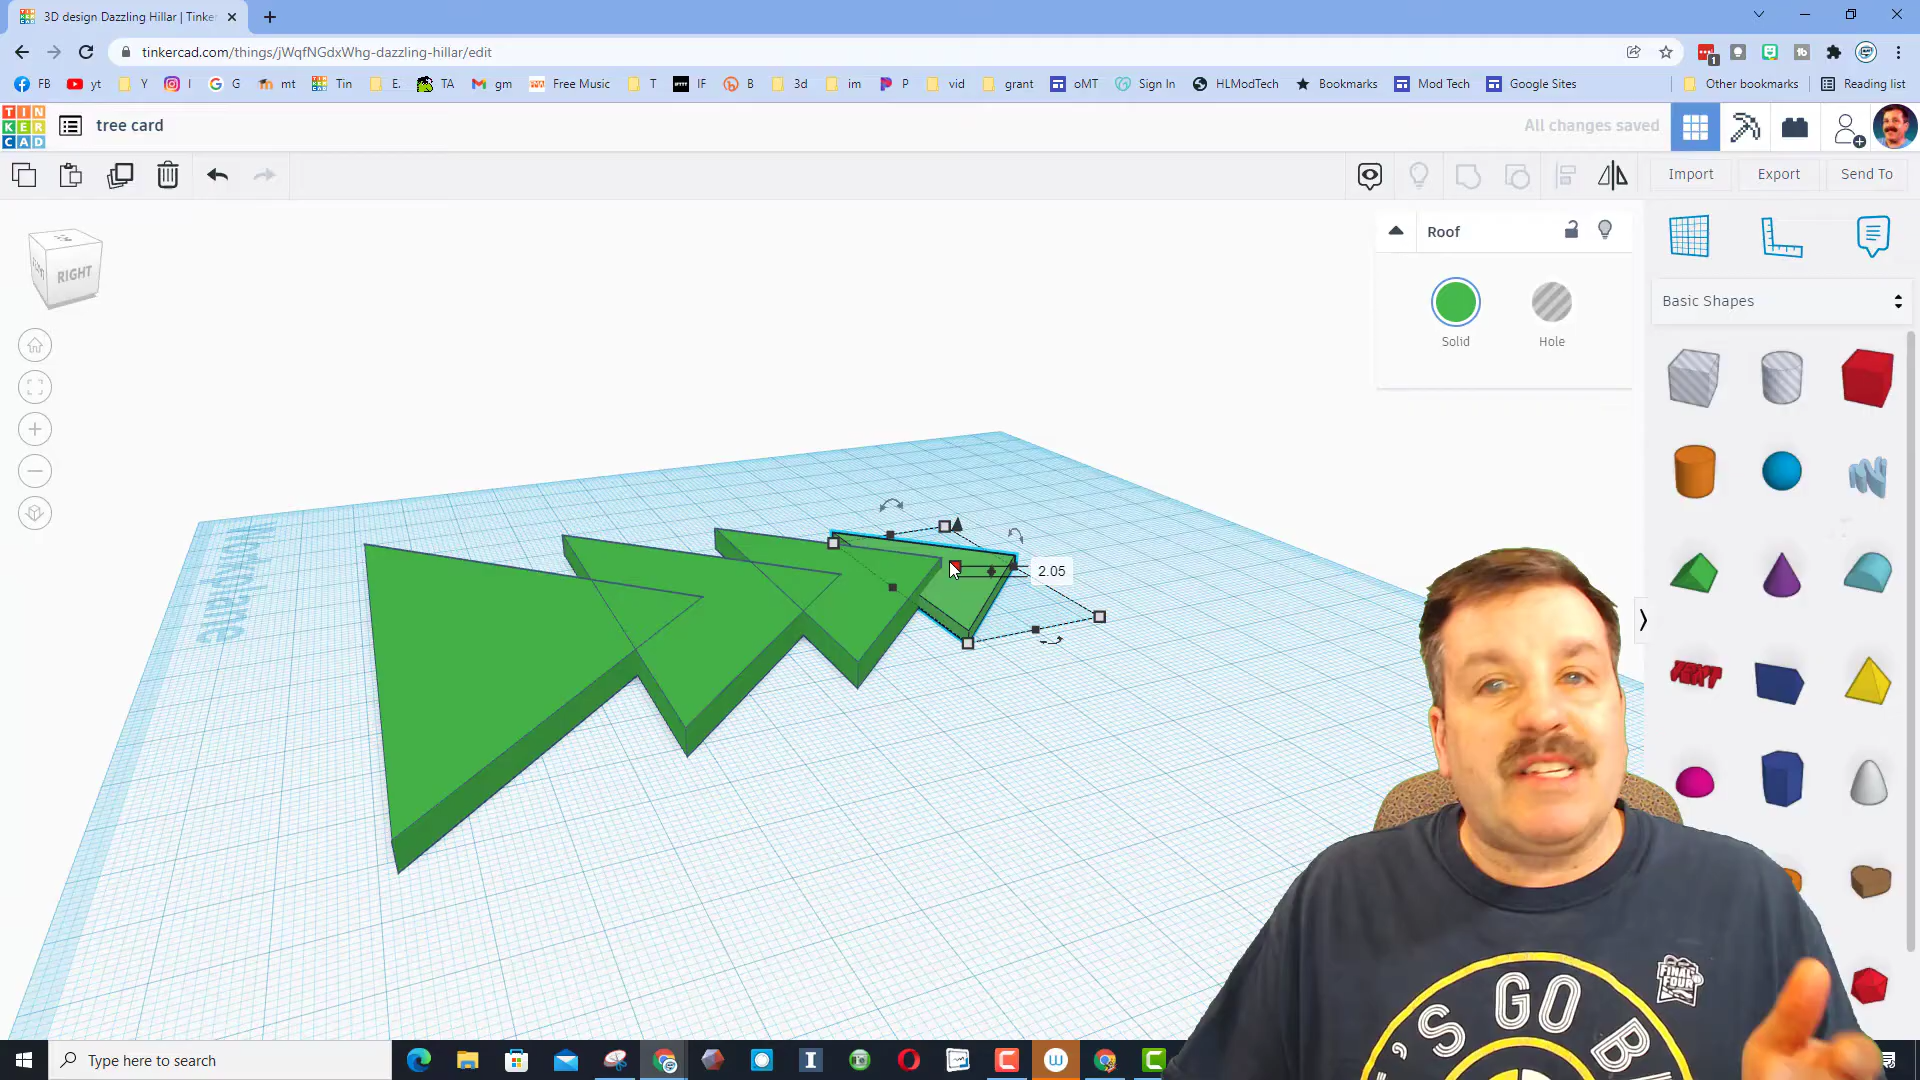 3D design Dazzling Hillar | Tinker
tinkercad.com/things/jWqfNGdxWhg-dazzling-hillar/edit
FB yt Y I G mt Tin E. TA gm Free Music T IF B 3d im P vid grant oMT Sign In HLModTech Bookmarks Mod Tech Google Sites Other bookmarks Reading list
TIN
KER
CAD
tree card
All changes saved
Import Export Send To
RIGHT
Roof
Solid Hole
Basic Shapes
Workplane
2.05
TEXT
FINAL FOUR
'S GO B
Type here to search